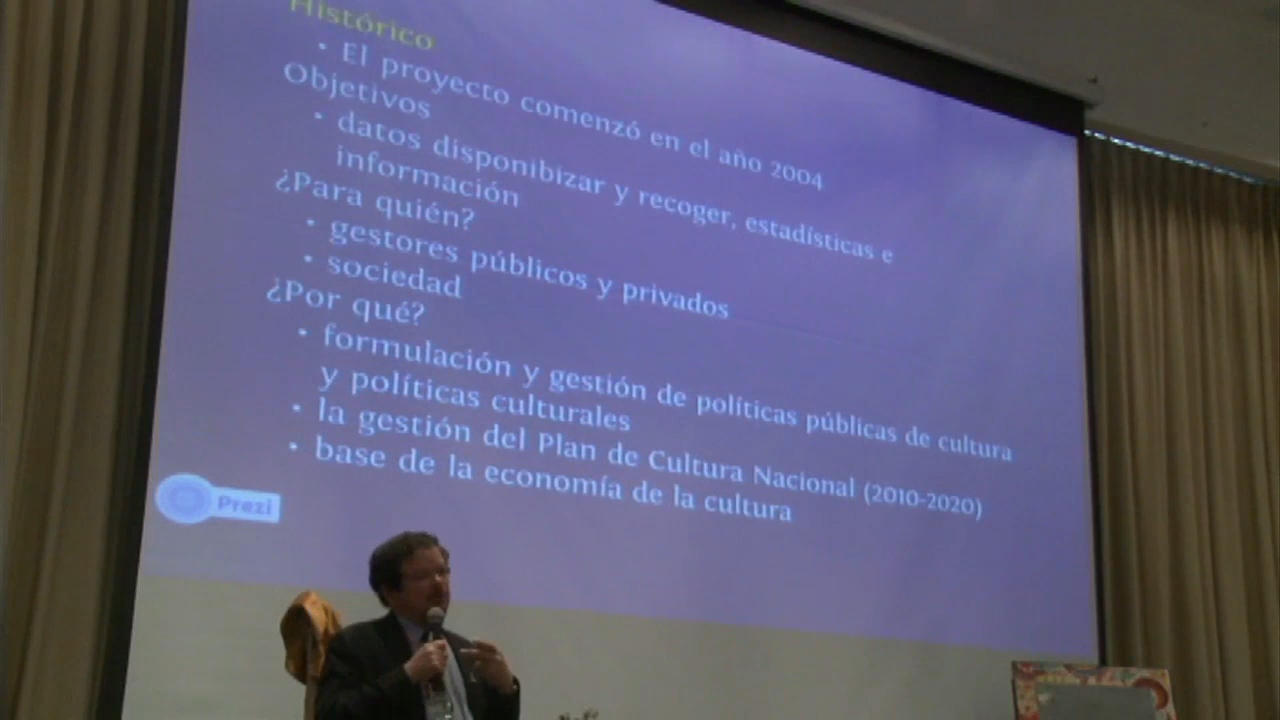 Histórico
• El proyecto comenzó en el año 2004
Objetivos
• datos disponibizar y recoger, estadísticas e
información
¿Para quién?
• gestores públicos y privados
• sociedad
¿Por qué?
• formulación y gestión de políticas públicas de cultura
y políticas culturales
• la gestión del Plan de Cultura Nacional (2010-2020)
• base de la economía de la cultura
Prezi